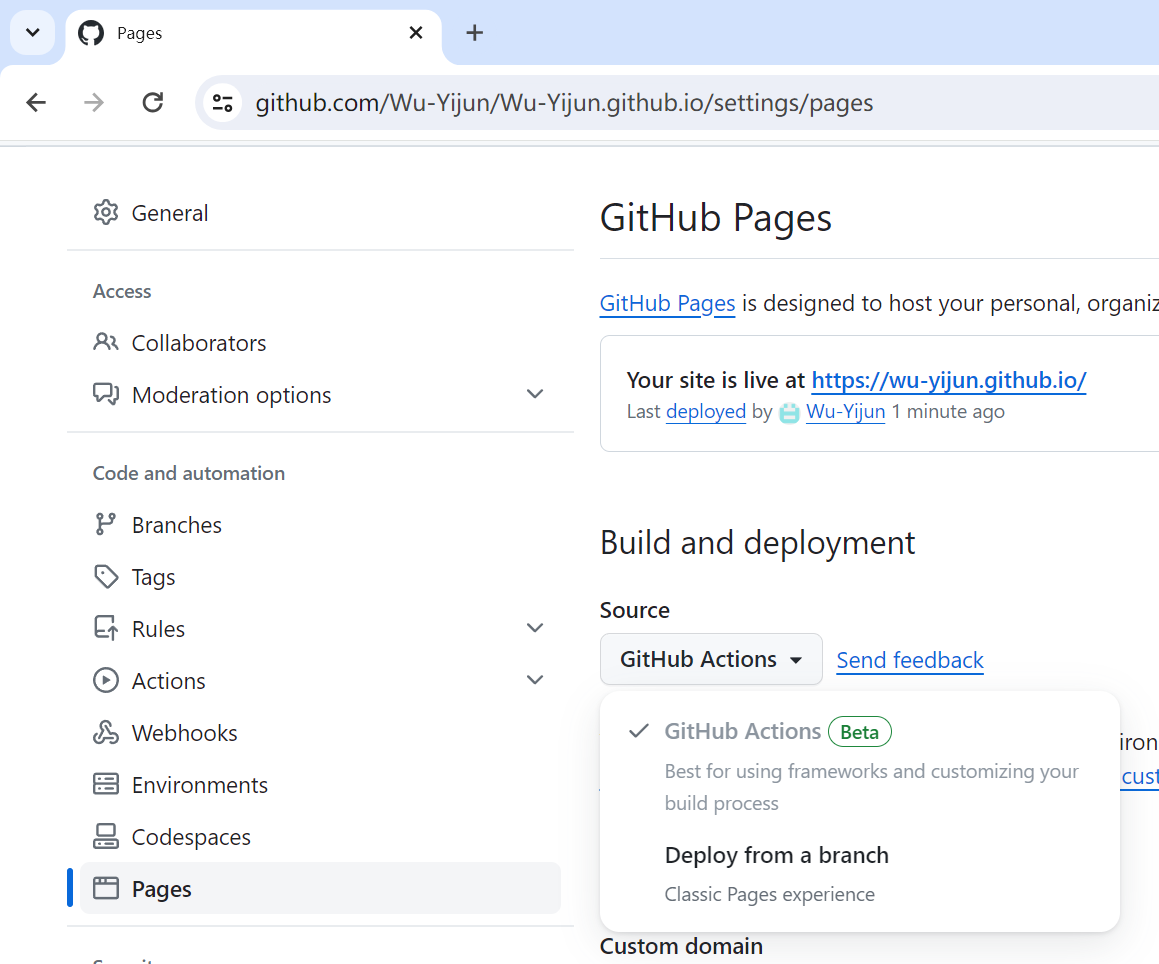 Pages
github.com/Wu-Yijun/Wu-Yijun.github.io/settings/pages
General
Access
Collaborators
Moderation options
Code and automation
Branches
Tags
Rules
Actions
Webhooks
Environments
Codespaces
Pages
GitHub Pages
GitHub Pages is designed to host your personal,
Your site is live at https://wu-yijun.github.io/
Last deployed by Wu-Yijun 1 minute ago
Build and deployment
Source
GitHub Actions
Send feedback
GitHub Actions Beta
Best for using frameworks and customizing your
build process
Deploy from a branch
Classic Pages experience
Custom domain